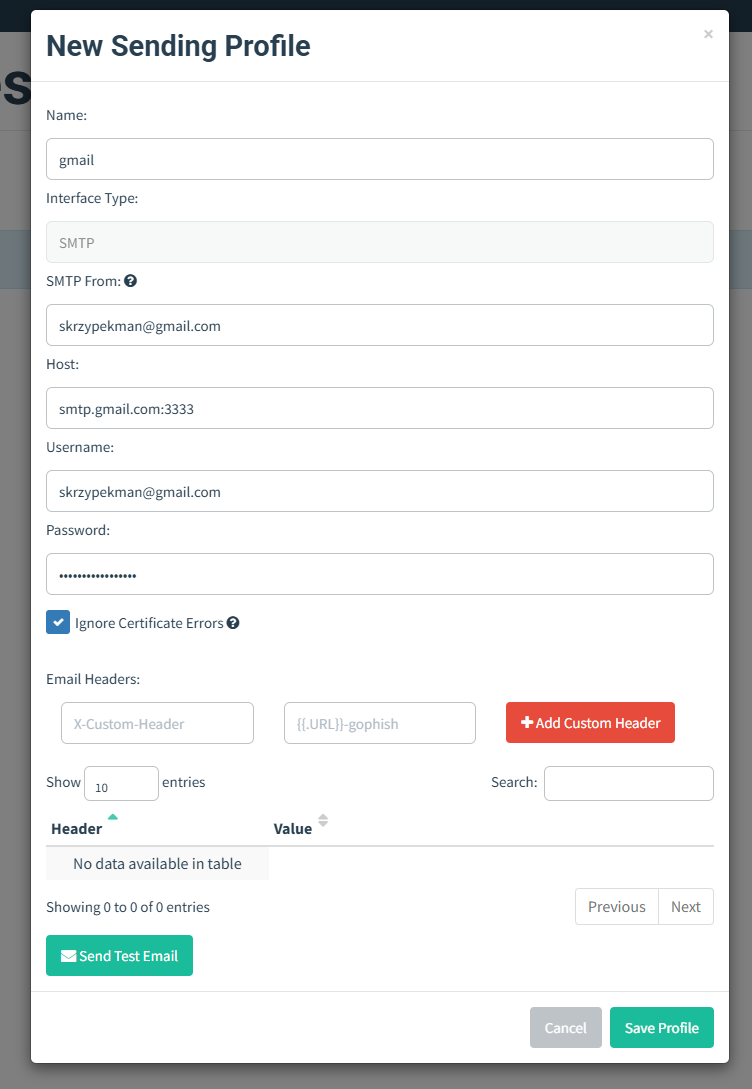 New Sending Profile
×
Name:
gmail
Interface Type:
SMTP
SMTP From:
skrzypekman@gmail.com
Host:
smtp.gmail.com:3333
Username:
skrzypekman@gmail.com
Password:
•••••••••••••••••
Ignore Certificate Errors
Email Headers:
X-Custom-Header {{.URL}}-gophish Add Custom Header
Show 10 entries Search:
Header Value
No data available in table
Showing 0 to 0 of 0 entries Previous Next
Send Test Email
Cancel Save Profile